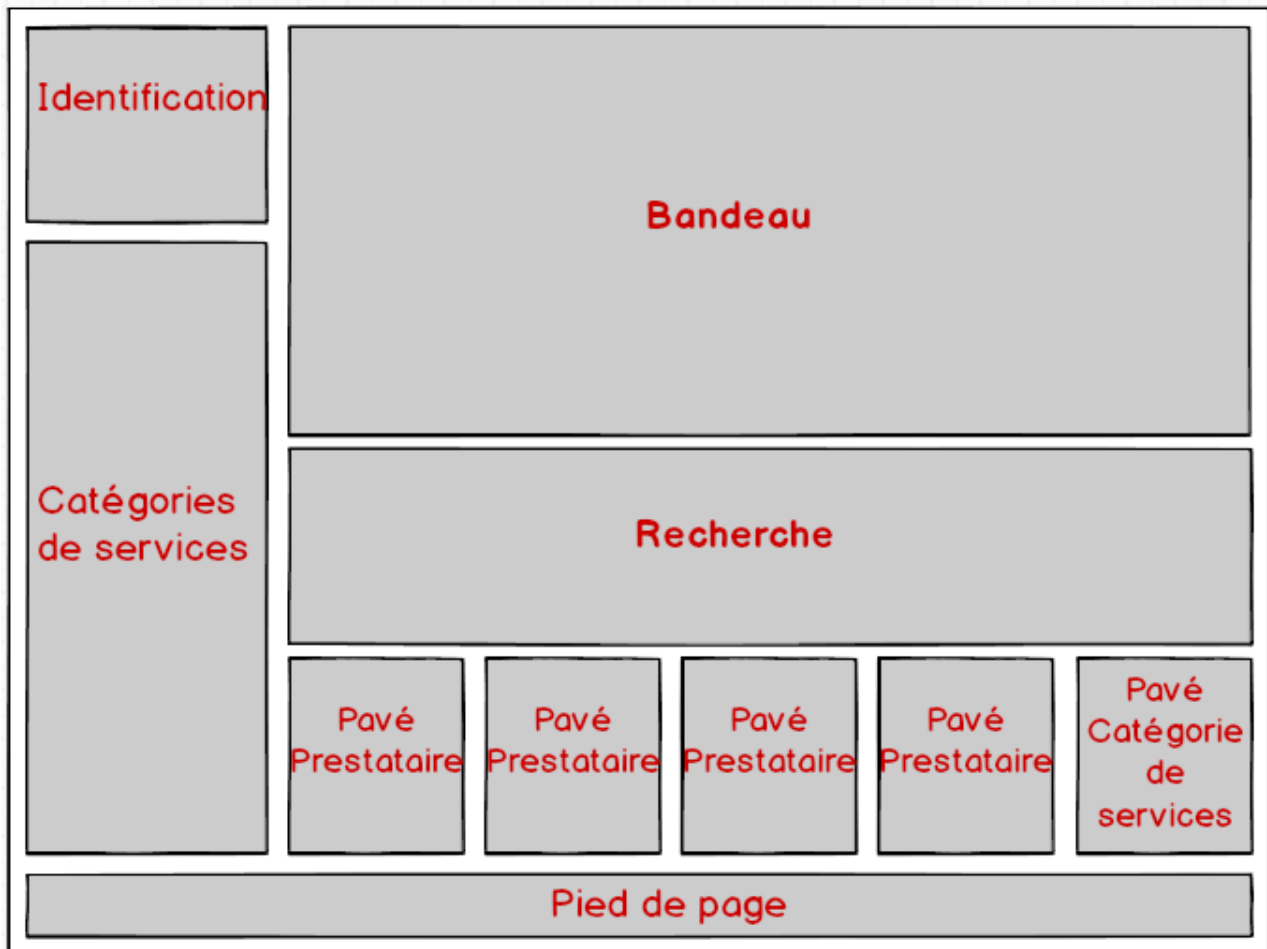 Identification
Bandeau
Catégories
de services
Recherche
Pavé
Prestataire
Pavé
Prestataire
Pavé
Prestataire
Pavé
Prestataire
Pavé
Catégorie
de
services
Pied de page